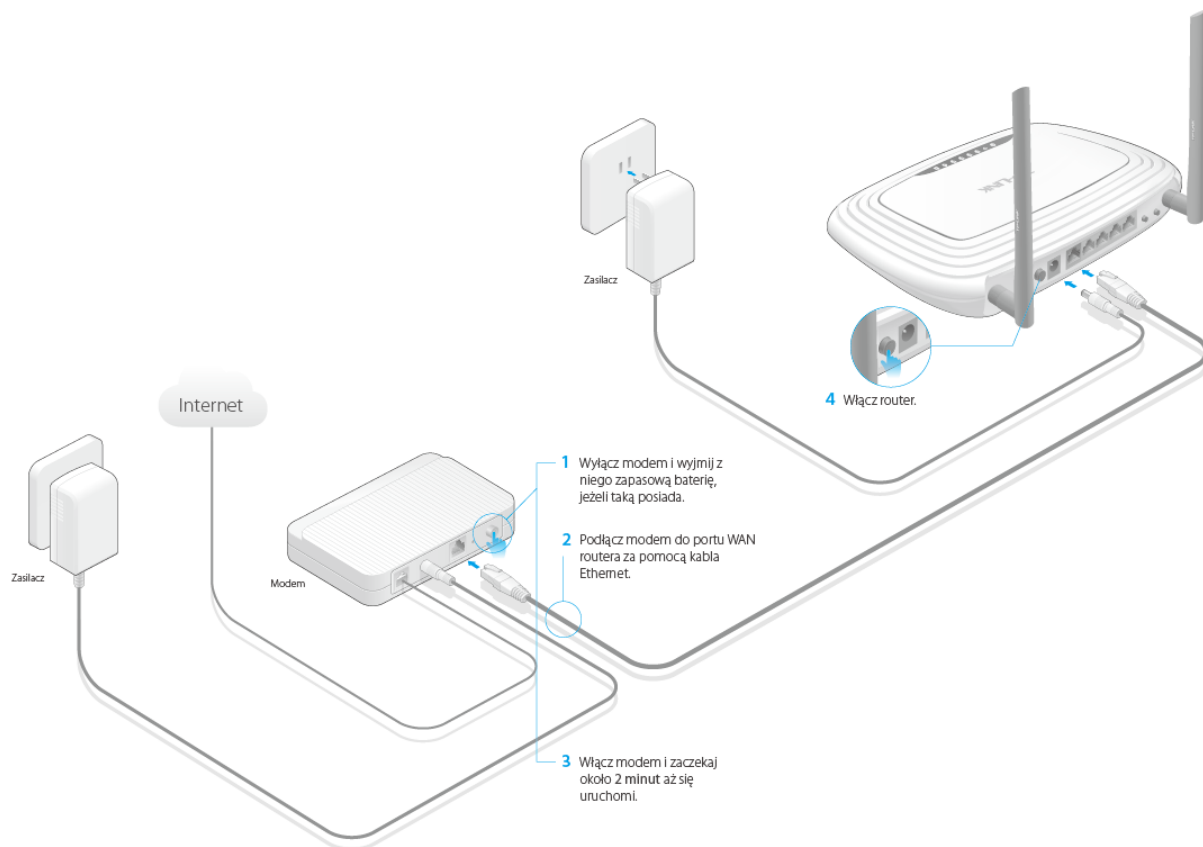 Zasilacz
TP-LINK
4 Włącz router.
Internet
1 Wyłącz modem i wyjmij z
niego zapasową baterię,
jeżeli taką posiada.
2 Podłącz modem do portu WAN
routera za pomocą kabla
Ethernet.
Zasilacz
Modem
3 Włącz modem i zaczekaj
około 2 minut aż się
uruchomi.